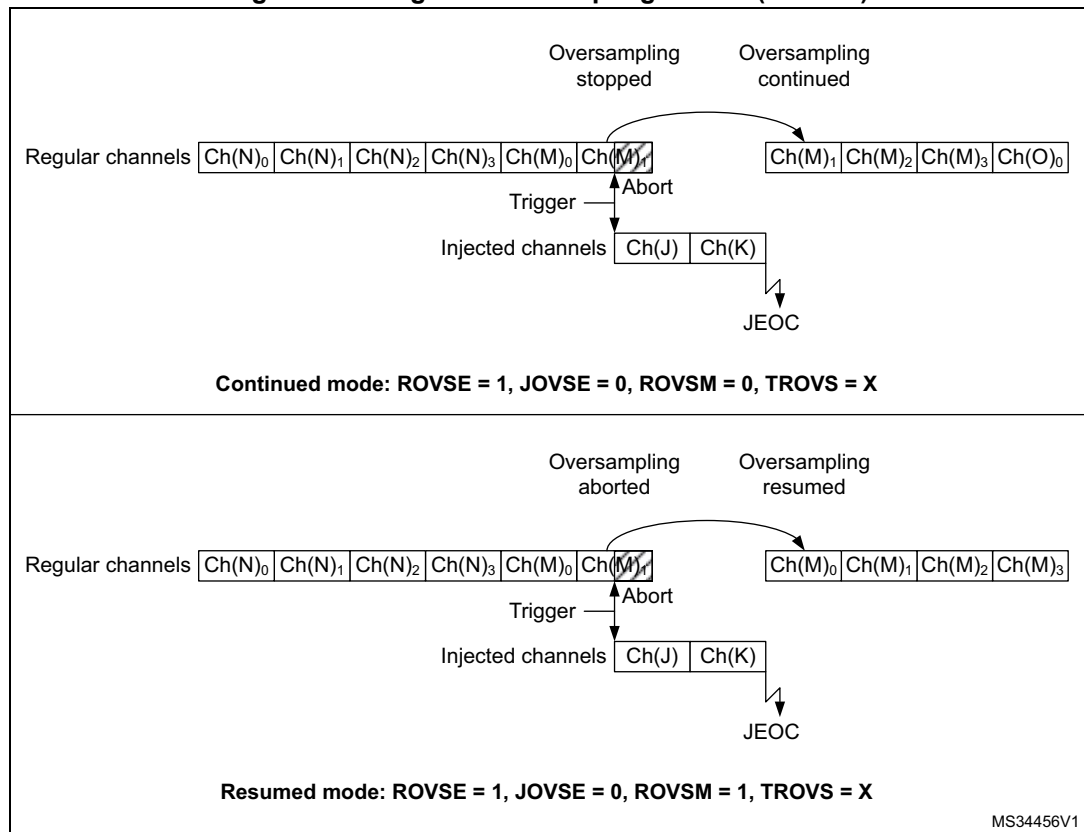 Oversampling stopped
Oversampling continued
Regular channels Ch(N)₀ Ch(N)₁ Ch(N)₂ Ch(N)₃ Ch(M)₀ Ch(M)₁ Ch(M)₁ Ch(M)₂ Ch(M)₃ Ch(O)₀
Abort
Trigger
Injected channels Ch(J) Ch(K)
JEOC
Continued mode: ROVSE = 1, JOVSE = 0, ROVSM = 0, TROVS = X
Oversampling aborted
Oversampling resumed
Regular channels Ch(N)₀ Ch(N)₁ Ch(N)₂ Ch(N)₃ Ch(M)₀ Ch(M)₁ Ch(M)₀ Ch(M)₁ Ch(M)₂ Ch(M)₃
Abort
Trigger
Injected channels Ch(J) Ch(K)
JEOC
Resumed mode: ROVSE = 1, JOVSE = 0, ROVSM = 1, TROVS = X
MS34456V1